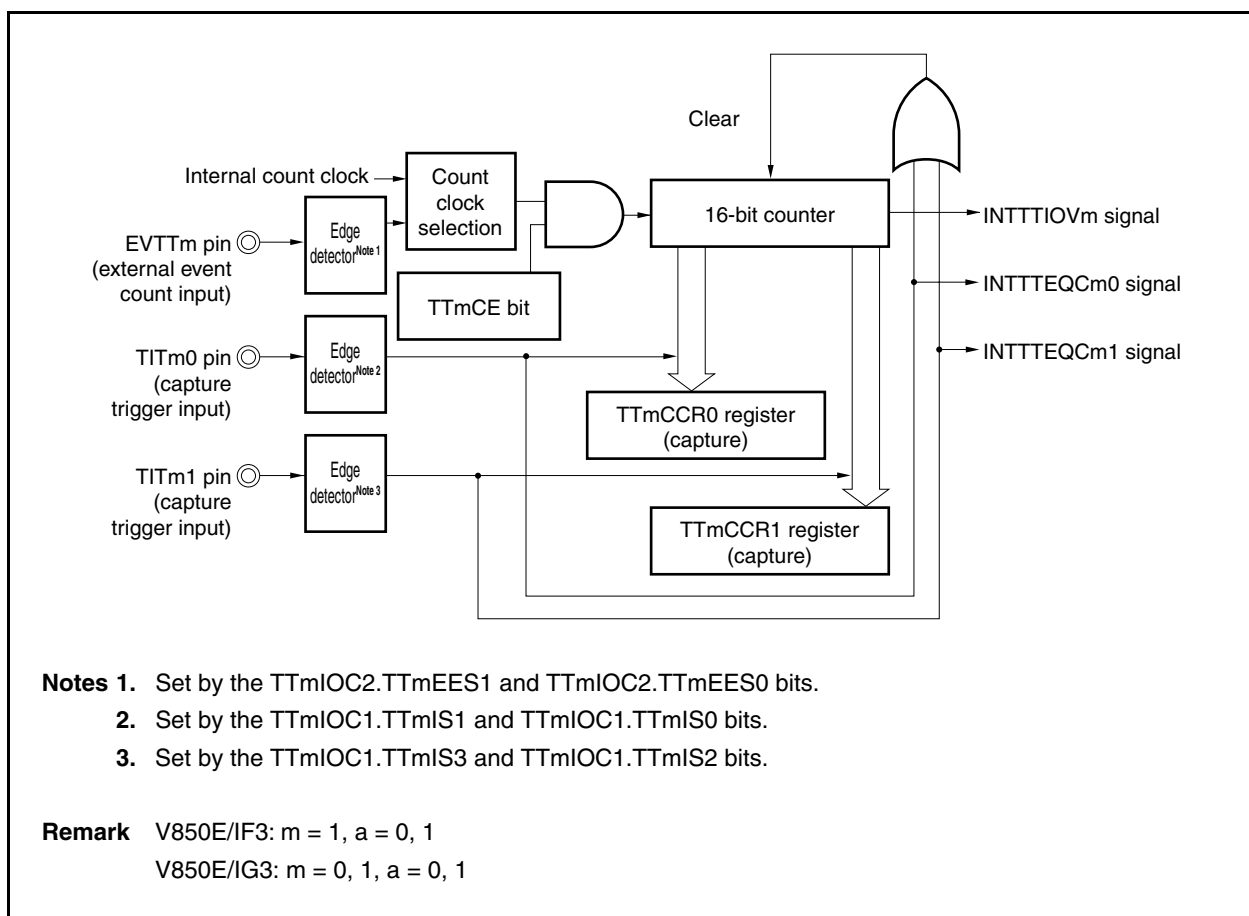 Clear
Internal count clock
Count
clock
selection
16-bit counter
INTTTIOVm signal
EVTTm pin
(external event
count input)
Edge
detectorNote 1
TTmCE bit
INTTTEQCm0 signal
TITm0 pin
(capture
trigger input)
Edge
detectorNote 2
INTTTEQCm1 signal
TTmCCR0 register
(capture)
TITm1 pin
(capture
trigger input)
Edge
detectorNote 3
TTmCCR1 register
(capture)
Notes 1. Set by the TTmIOC2.TTmEES1 and TTmIOC2.TTmEES0 bits.
2. Set by the TTmIOC1.TTmIS1 and TTmIOC1.TTmIS0 bits.
3. Set by the TTmIOC1.TTmIS3 and TTmIOC1.TTmIS2 bits.
Remark V850E/IF3: m = 1, a = 0, 1
V850E/IG3: m = 0, 1, a = 0, 1